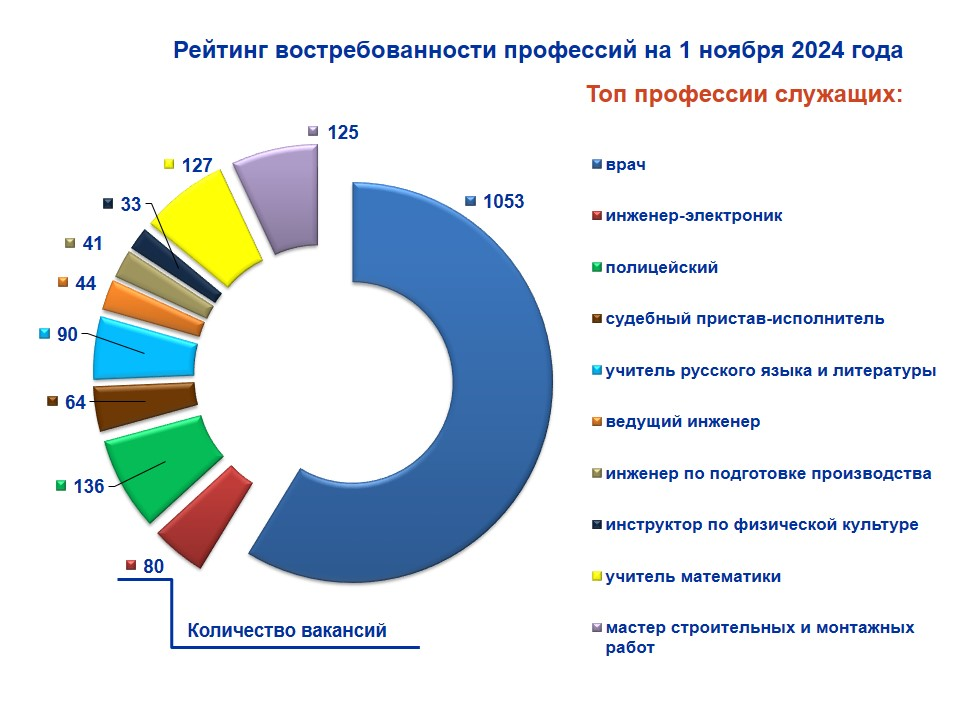 Рейтинг востребованности профессий на 1 ноября 2024 года
Топ профессии служащих:
125
127
33
41
44
90
64
136
80
1053
врач
инженер-электроник
полицейский
судебный пристав-исполнитель
учитель русского языка и литературы
ведущий инженер
инженер по подготовке производства
инструктор по физической культуре
учитель математики
мастер строительных и монтажных
работ
Количество вакансий